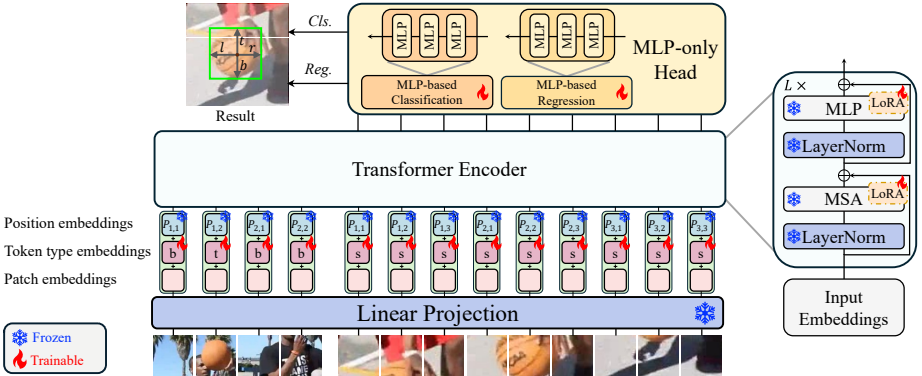 Cls.
Reg.
l t r b
Result
MLP MLP MLP
MLP MLP MLP
MLP-only
Head
MLP-based
Classification
MLP-based
Regression
Transformer Encoder
L ×
MLP
LoRA
LayerNorm
MSA
LoRA
LayerNorm
Input
Embeddings
Position embeddings
P1,1 P1,2 P2,1 P2,2 P1,1 P1,2 P1,3 P2,1 P2,2 P2,3 P3,1 P3,2 P3,3
Token type embeddings
b t b b s s s s s s s s s
Patch embeddings
Linear Projection
Frozen
Trainable